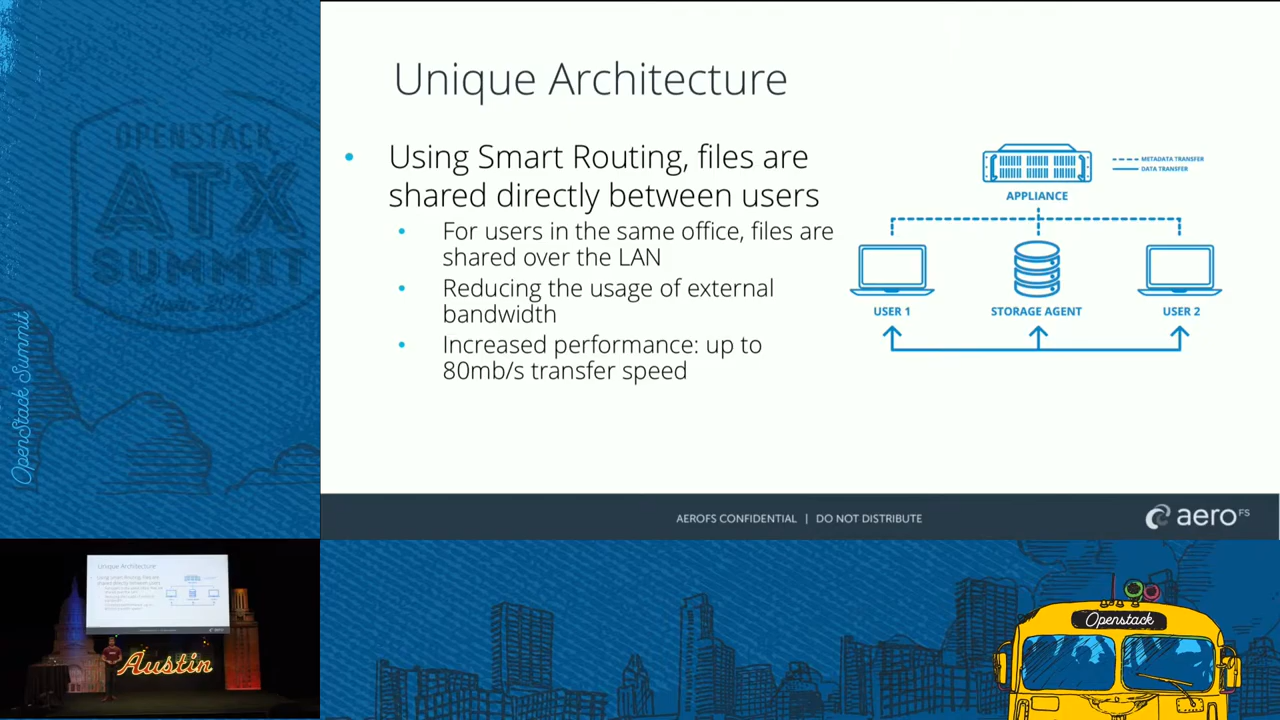 OPENSTACK
ATX
SUMMIT
OpenStack Summit
Unique Architecture
• Using Smart Routing, files are
shared directly between users
• For users in the same office, files are
shared over the LAN
• Reducing the usage of external
bandwidth
• Increased performance: up to
80mb/s transfer speed
METADATA TRANSFER
DATA TRANSFER
APPLIANCE
USER 1
STORAGE AGENT
USER 2
AEROFS CONFIDENTIAL | DO NOT DISTRIBUTE
aeroFS
Unique Architecture
Austin
Openstack